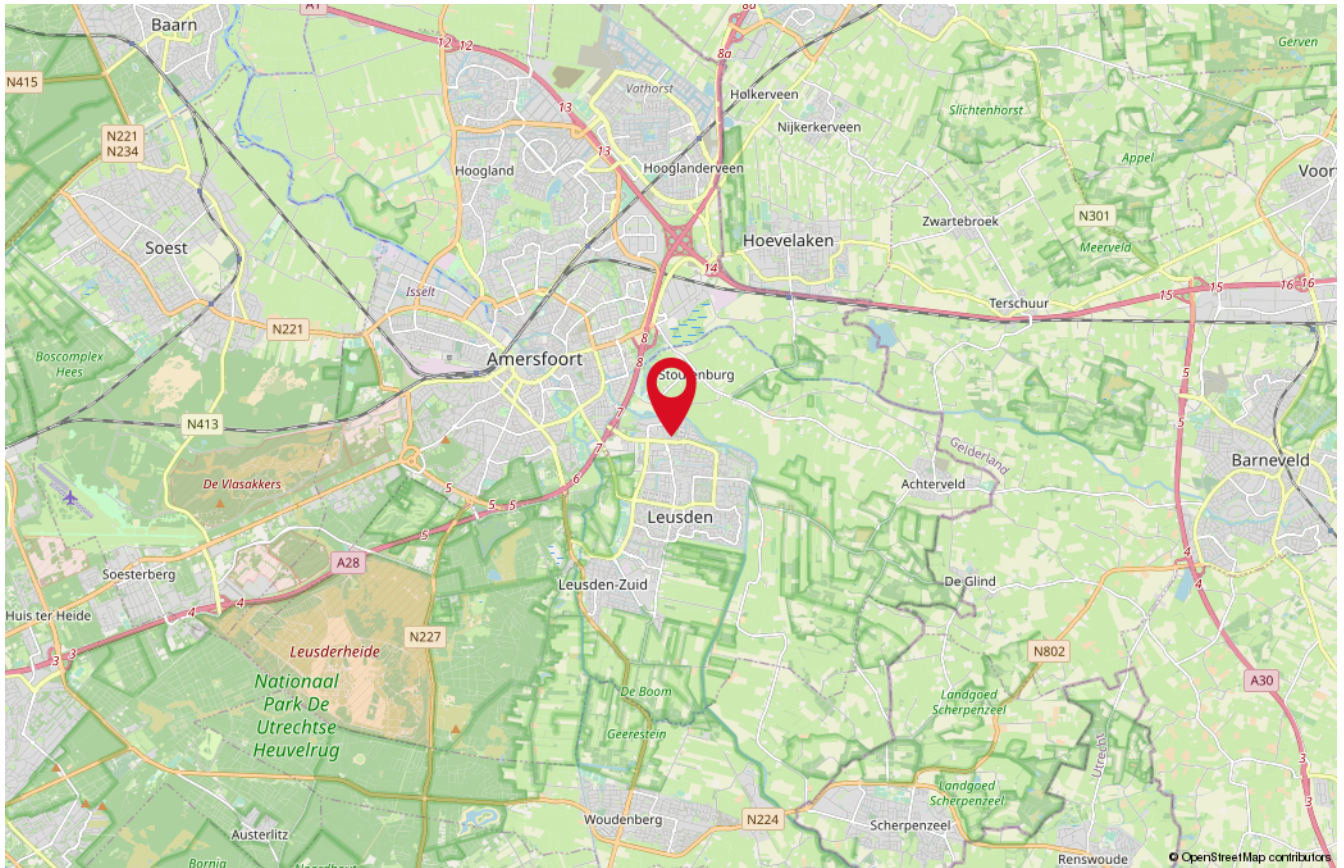 A1
8a
Baarn
12
12
8a
Gerven
N415
Vathorst
Holkerveen
13
Slichtenhorst
Nijkerkerveen
N221
N234
13
Appel
Hoogland
Hooglanderveen
Voort
N301
Zwartebroek
Soest
Hoevelaken
Meerveld
14
15
15
16
16
Isselt
Terschuur
N221
8
8
Boscomplex
Hees
Amersfoort
5
5
7
N413
7
Gelderland
Barneveld
De Vlasakkers
6
Achterveld
5
5
5
Leusden
5
A28
4
4
Soesterberg
Leusden-Zuid
De Glind
4
4
Huis ter Heide
N227
Leusderheide
N802
3
3
Nationaal
Park De
Utrechtse
Heuvelrug
A30
De Boom
Landgoed
Scherpenzeel
Geerestein
Utrecht
3
Landgoed
Scherpenzeel
3
Woudenberg
N224
Scherpenzeel
Austerlitz
Renswoude
Bornia
© OpenStreetMap contributors